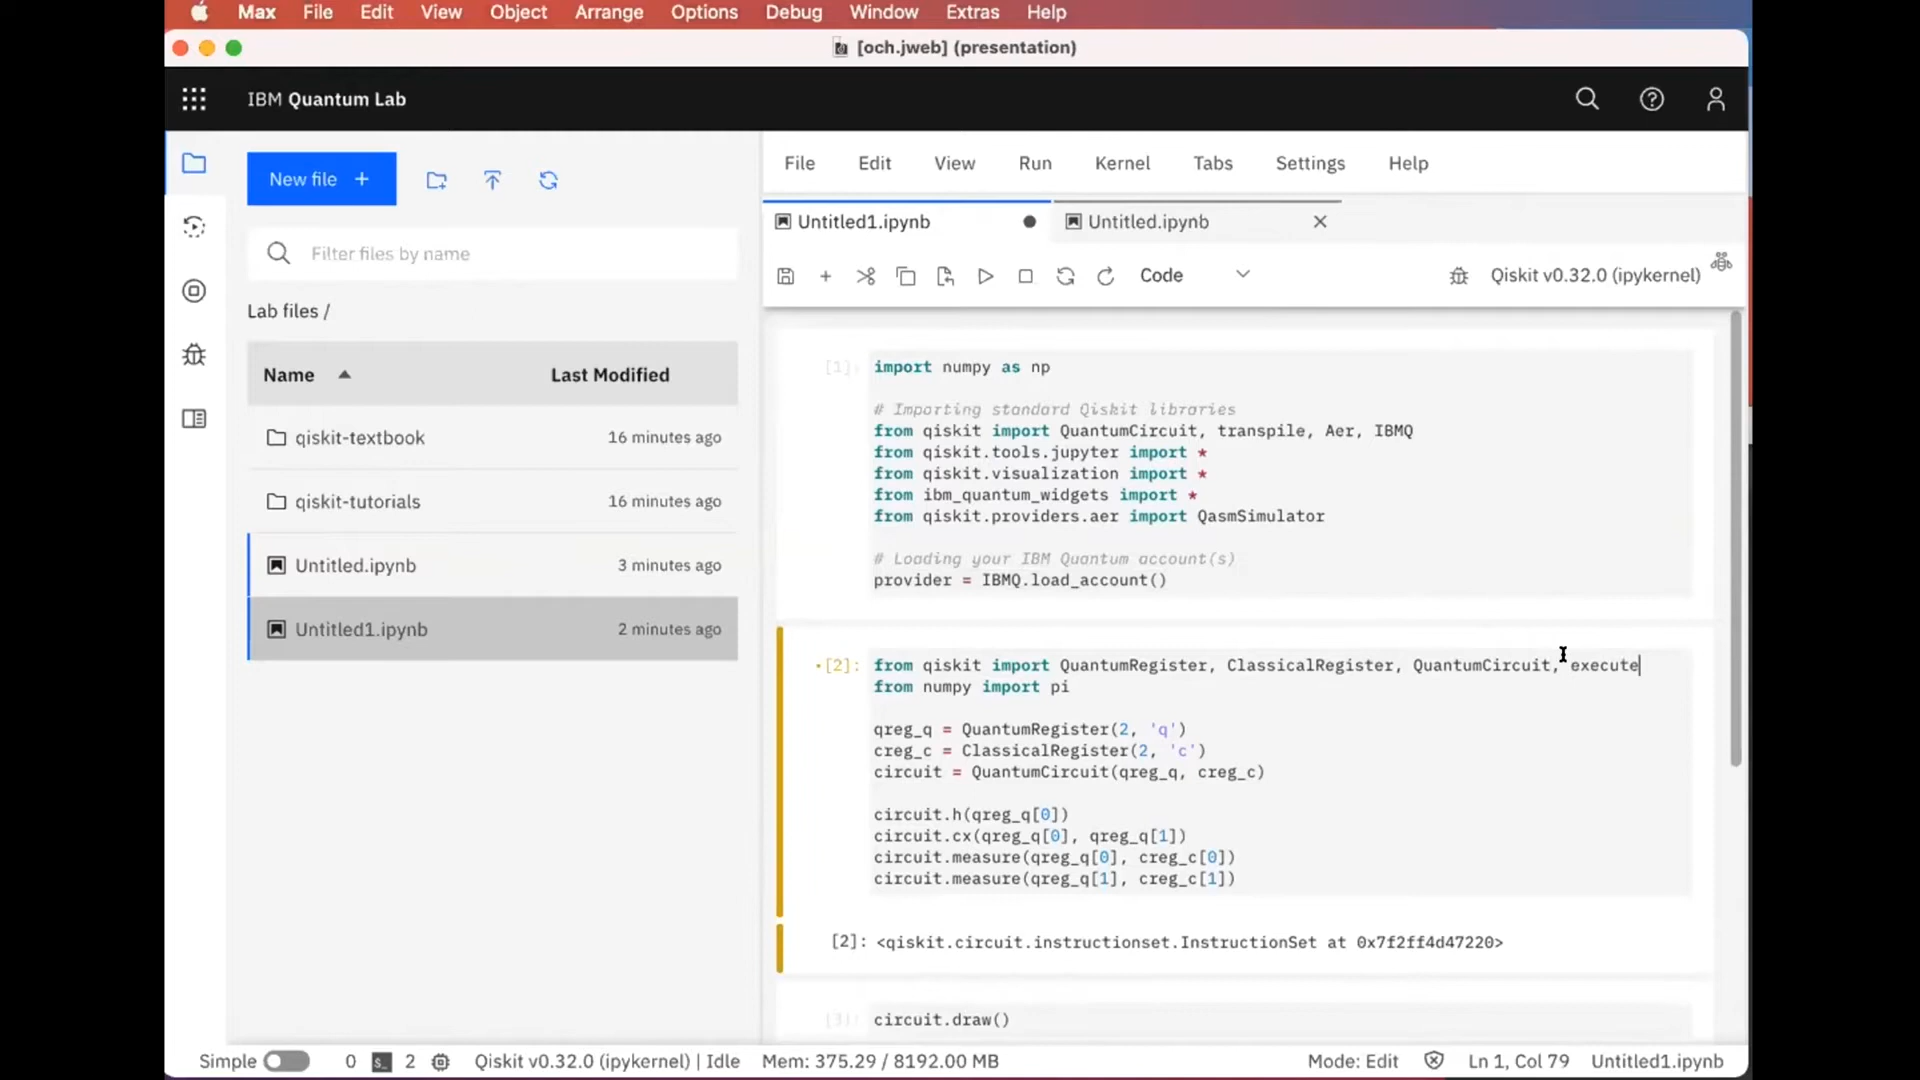 Max File Edit View Object Arrange Options Debug Window Extras Help
[och.jweb] (presentation)
IBM Quantum Lab
New file +
Filter files by name
Lab files /
Name Last Modified
qiskit-textbook 16 minutes ago
qiskit-tutorials 16 minutes ago
Untitled.ipynb 3 minutes ago
Untitled1.ipynb 2 minutes ago
File Edit View Run Kernel Tabs Settings Help
Untitled1.ipynb Untitled.ipynb
Code Qiskit v0.32.0 (ipykernel)
[1]: import numpy as np
# Importing standard Qiskit libraries
from qiskit import QuantumCircuit, transpile, Aer, IBMQ
from qiskit.tools.jupyter import *
from qiskit.visualization import *
from ibm_quantum_widgets import *
from qiskit.providers.aer import QasmSimulator
# Loading your IBM Quantum account(s)
provider = IBMQ.load_account()
[2]: from qiskit import QuantumRegister, ClassicalRegister, QuantumCircuit, execute
from numpy import pi
qreg_q = QuantumRegister(2, 'q')
creg_c = ClassicalRegister(2, 'c')
circuit = QuantumCircuit(qreg_q, creg_c)
circuit.h(qreg_q[0])
circuit.cx(qreg_q[0], qreg_q[1])
circuit.measure(qreg_q[0], creg_c[0])
circuit.measure(qreg_q[1], creg_c[1])
[2]: <qiskit.circuit.instructionset.InstructionSet at 0x7f2ff4d47220>
[3]: circuit.draw()
Simple 0 2 Qiskit v0.32.0 (ipykernel) | Idle Mem: 375.29 / 8192.00 MB Mode: Edit Ln 1, Col 79 Untitled1.ipynb